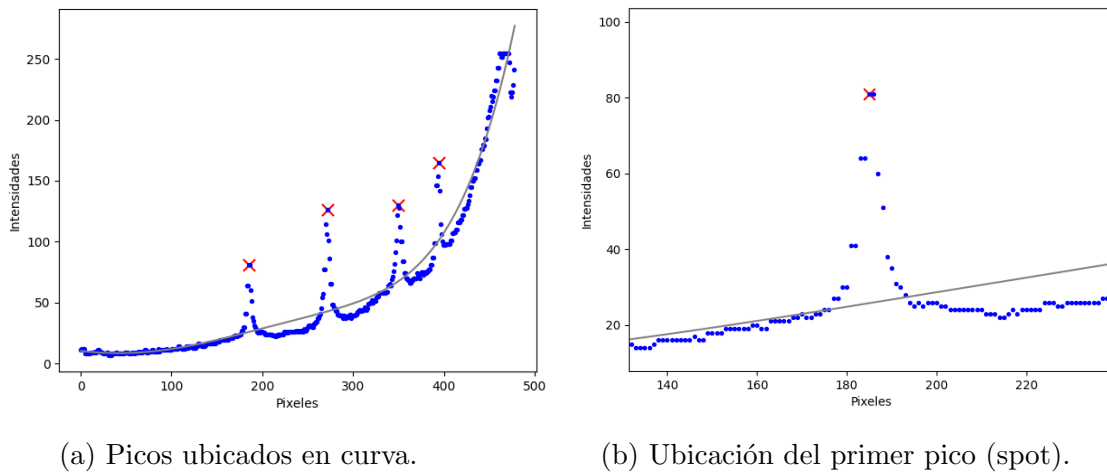 250
200
150
100
50
0
Intensidades
0 100 200 300 400 500
Pixeles
100
80
60
40
20
Intensidades
140 160 180 200 220
Pixeles
(a) Picos ubicados en curva.
(b) Ubicación del primer pico (spot).